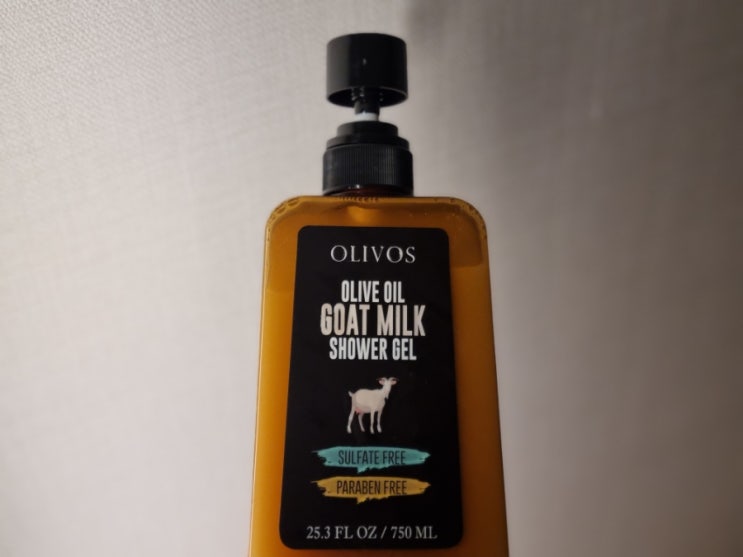 OLIVOS
OLIVE OIL
GOAT MILK
SHOWER GEL
SULFATE FREE
PARABEN FREE
25.3 FL OZ / 750 ML